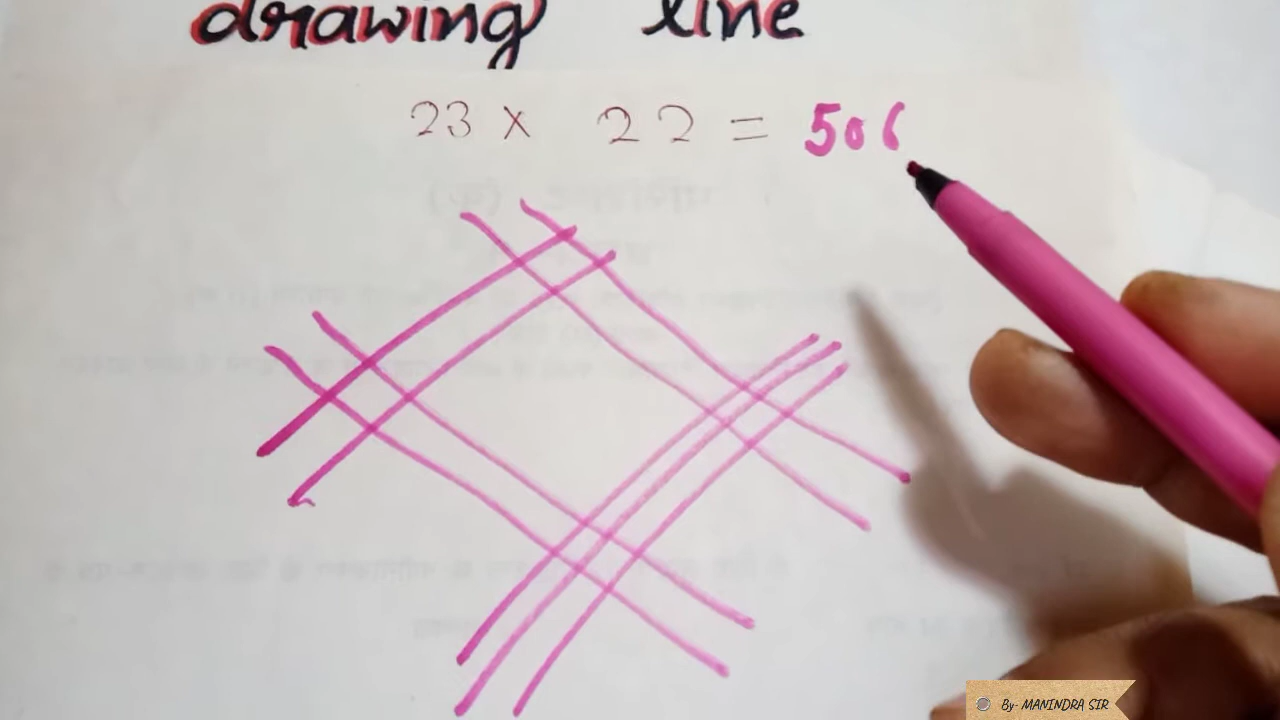 drawing line
23 × 22 = 506
By- MANINDRA SIR